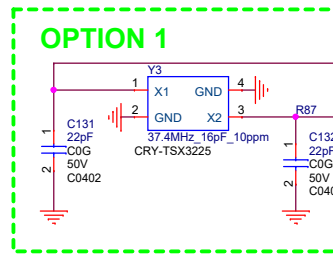 OPTION 1
Y3
1 X1 GND 4
2 GND X2 3
R87
37.4MHz_16pF_10ppm
CRY-TSX3225
C131
22pF
C0G
50V
C0402
1
2
C132
22pF
C0G
50V
C040
1
2